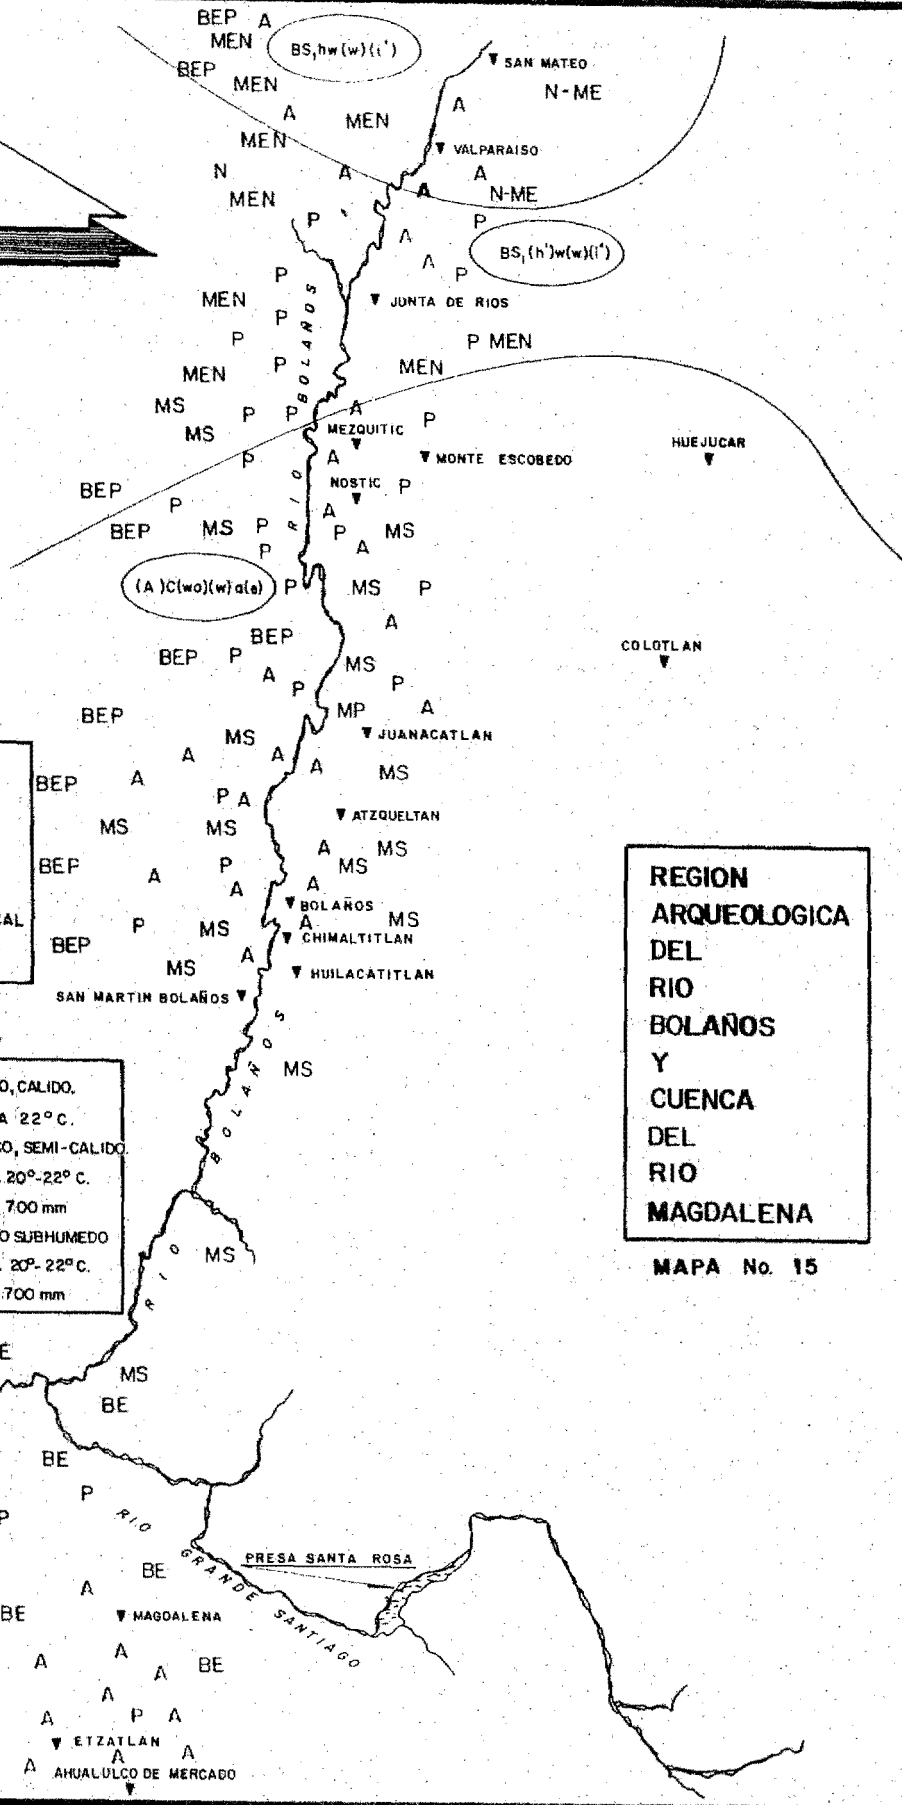 BEP A
MEN
BS₁hw(w)(i')
SAN MATEO
BEP
MEN
N-ME
A
A
MEN
MEN
VALPARAISO
N
A
A
MEN
A
N-ME
P
P
A
BS₁(h')w(w)(i')
A
P
P
MEN
JUNTA DE RIOS
P
P
P MEN
P
MEN
MEN
MS
P
P
A
P
MS
MEZQUITIC
HUEJUCAR
P
A
MONTE ESCOBEDO
BEP
NOSTIC
P
P
A
BEP
MS
P
P
MS
P
A
(A)C(wo)(w)a(e)
P
MS
P
RIO BOLAÑOS
A
BEP
BEP
P
COLOTLAN
A
MS
P
P
BEP
MP
A
MS
JUANACATLAN
A
A
A
MS
BEP
A
P A
ATZQUELTAN
MS
MS
A
MS
BEP
P
MS
A
A
A
BOLAÑOS
CAL
P
MS
A
MS
BEP
CHIMALTITLAN
A
MS
HUILACATITLAN
SAN MARTIN BOLAÑOS
REGION
ARQUEOLOGICA
DEL
RIO
BOLAÑOS
Y
CUENCA
DEL
RIO
MAGDALENA
MAPA No. 15
MS
O, CALIDO.
A 22° C.
CO, SEMI-CALIDO.
. 20°-22° C.
700 mm
O SUBHUMEDO
. 20°-22° C.
700 mm
RIO BOLAÑOS
MS
E
MS
BE
BE
P
P
RIO GRANDE SANTIAGO
PRESA SANTA ROSA
BE
A
BE
MAGDALENA
A
A
A
BE
A
A
P
A
ETZATLAN
A
A
A
AHUALULCO DE MERCADO